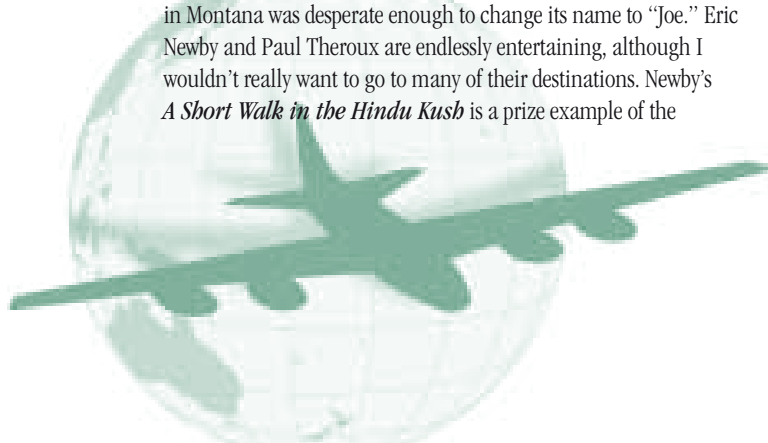 in Montana was desperate enough to change its name to “Joe.” Eric
Newby and Paul Theroux are endlessly entertaining, although I
wouldn’t really want to go to many of their destinations. Newby’s
A Short Walk in the Hindu Kush is a prize example of the